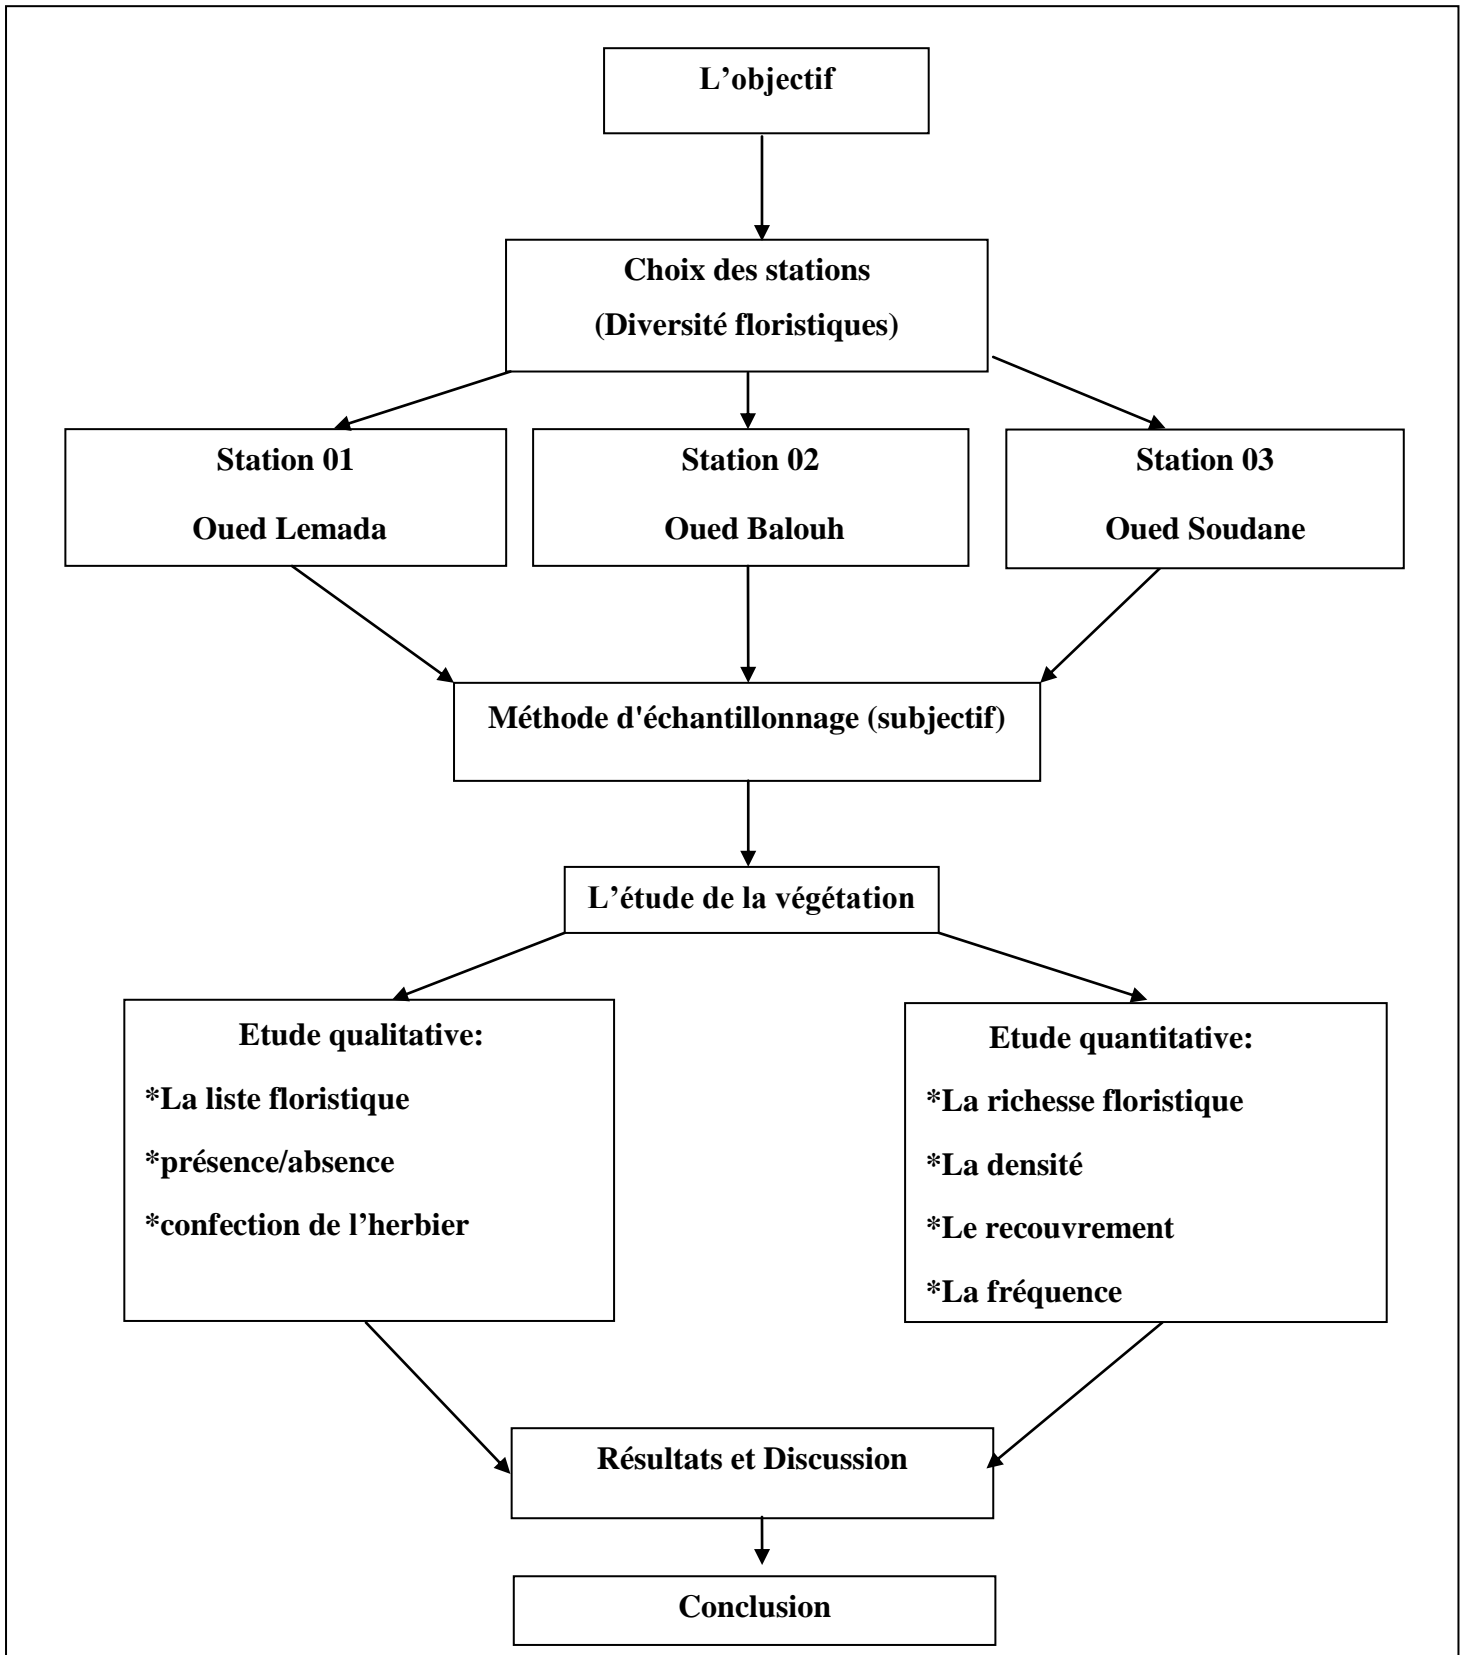 L’objectif
Choix des stations
(Diversité floristiques)
Station 01
Oued Lemada
Station 02
Oued Balouh
Station 03
Oued Soudane
Méthode d'échantillonnage (subjectif)
L’étude de la végétation
Etude qualitative:
*La liste floristique
*présence/absence
*confection de l’herbier
Etude quantitative:
*La richesse floristique
*La densité
*Le recouvrement
*La fréquence
Résultats et Discussion
Conclusion